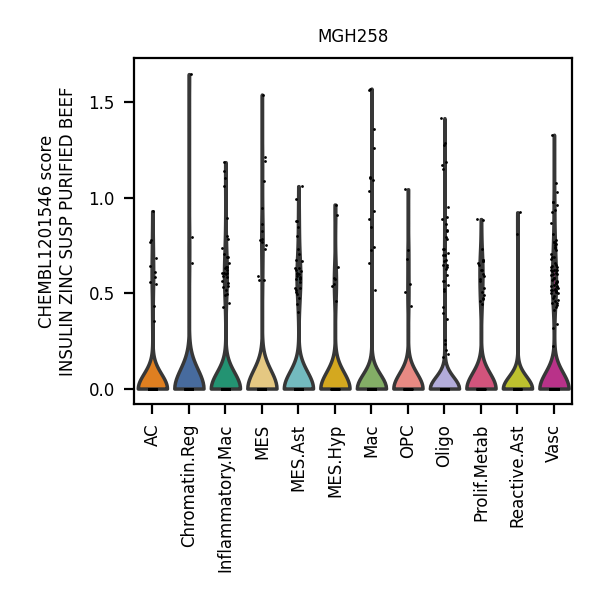 MGH258
CHEMBL1201546 score
INSULIN ZINC SUSP PURIFIED BEEF
1.5
1.0
0.5
0.0
AC
Chromatin.Reg
Inflammatory.Mac
MES
MES.Ast
MES.Hyp
Mac
OPC
Oligo
Prolif.Metab
Reactive.Ast
Vasc